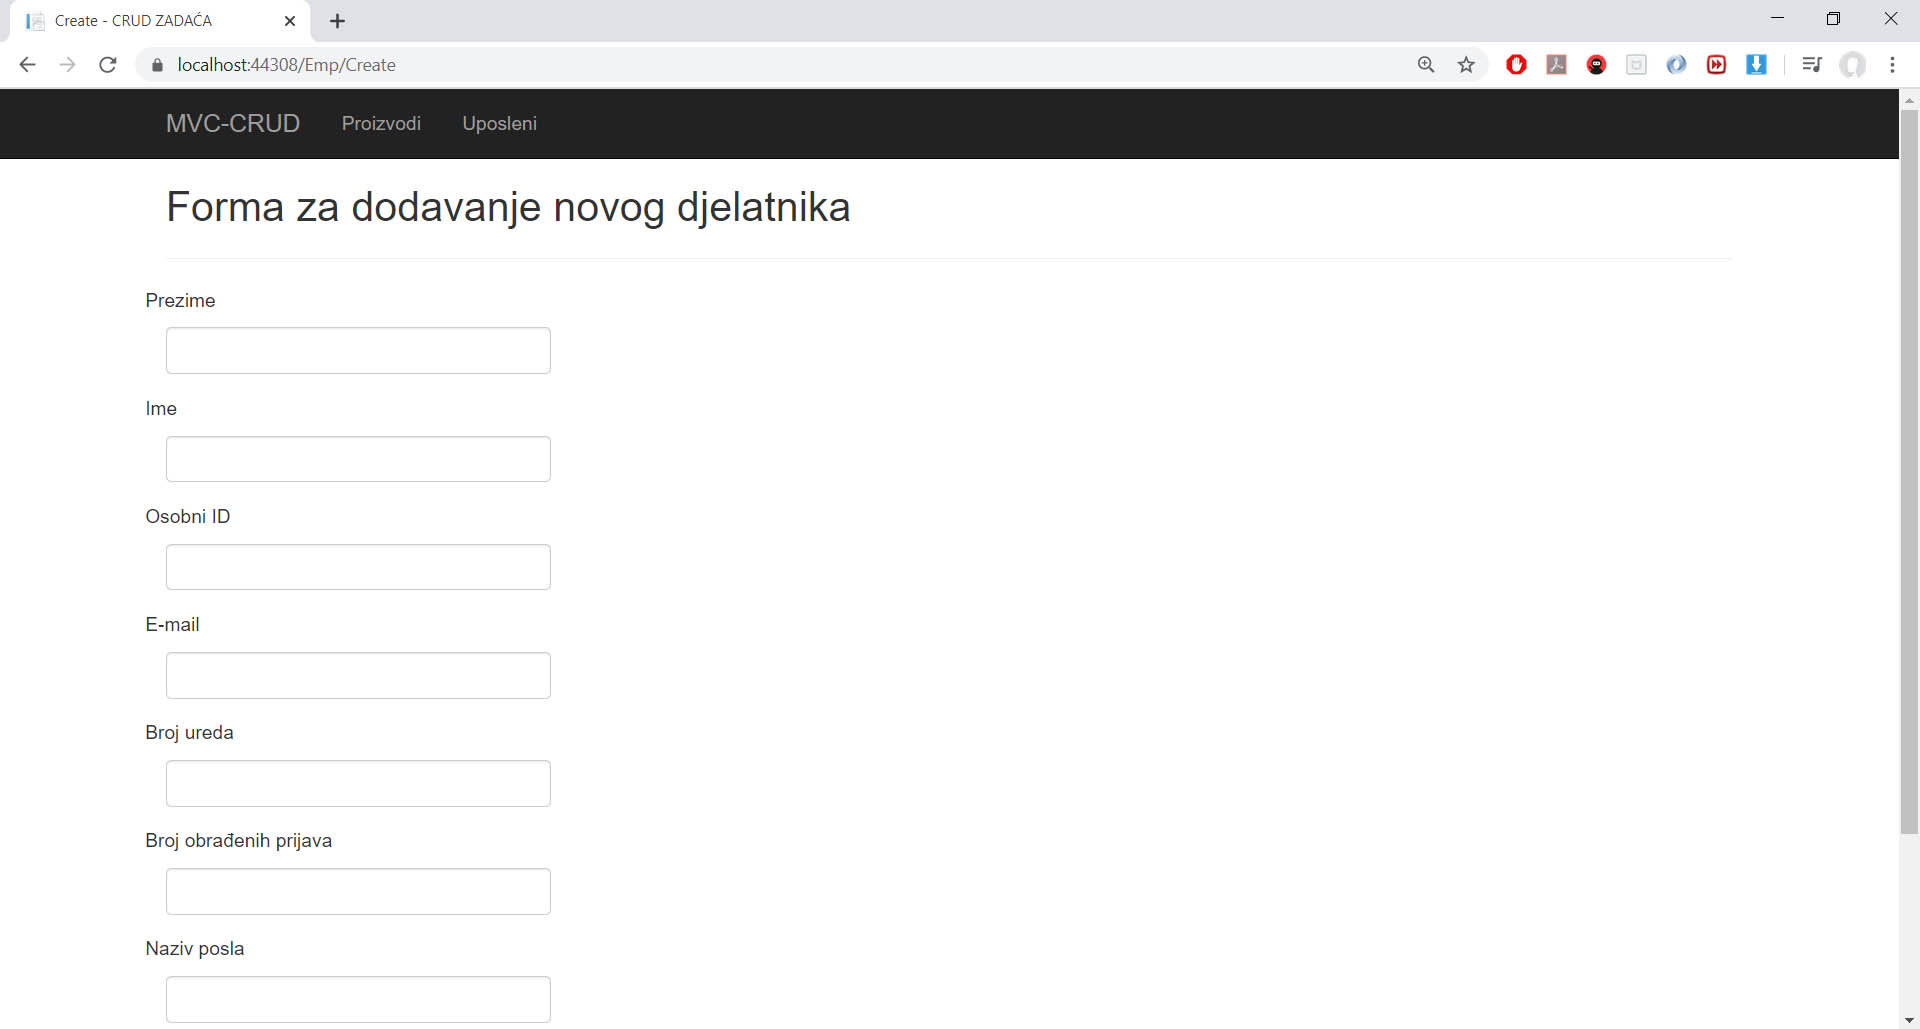 Create - CRUD ZADAĆA
localhost:44308/Emp/Create
MVC-CRUD Proizvodi Uposleni
Forma za dodavanje novog djelatnika
Prezime
Ime
Osobni ID
E-mail
Broj ureda
Broj obrađenih prijava
Naziv posla